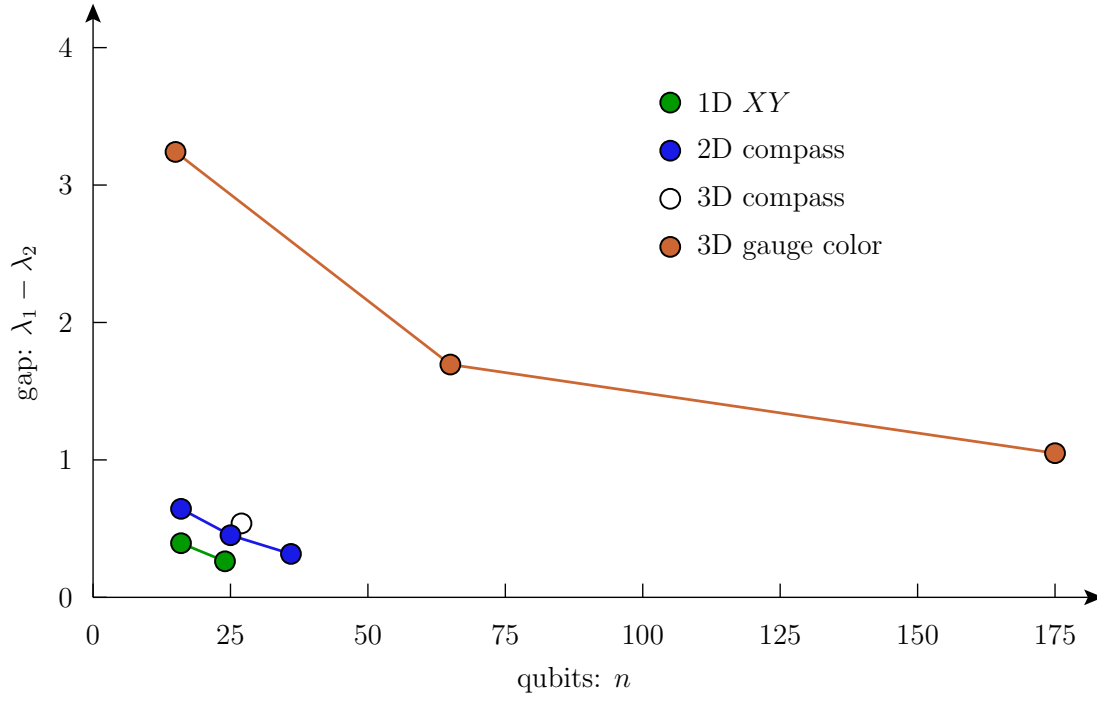 4
3
2
1
0
gap: λ₁ − λ₂
1D XY
2D compass
3D compass
3D gauge color
0 25 50 75 100 125 150 175
qubits: n